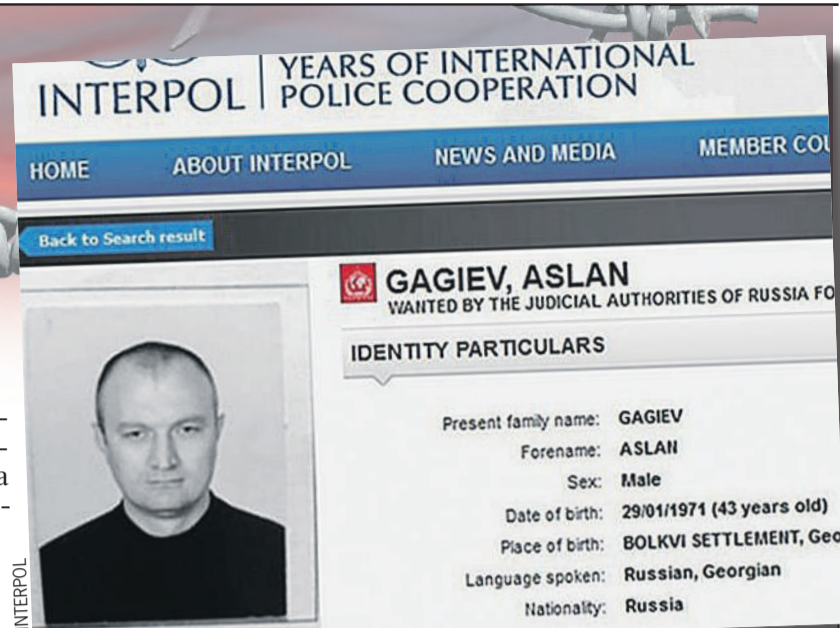 INTERPOL
YEARS OF INTERNATIONAL
POLICE COOPERATION
HOME ABOUT INTERPOL NEWS AND MEDIA MEMBER COU
Back to Search result
GAGIEV, ASLAN
WANTED BY THE JUDICIAL AUTHORITIES OF RUSSIA FO
IDENTITY PARTICULARS
Present family name: GAGIEV
Forename: ASLAN
Sex: Male
Date of birth: 29/01/1971 (43 years old)
Place of birth: BOLKVI SETTLEMENT, Geo
Language spoken: Russian, Georgian
Nationality: Russia
INTERPOL